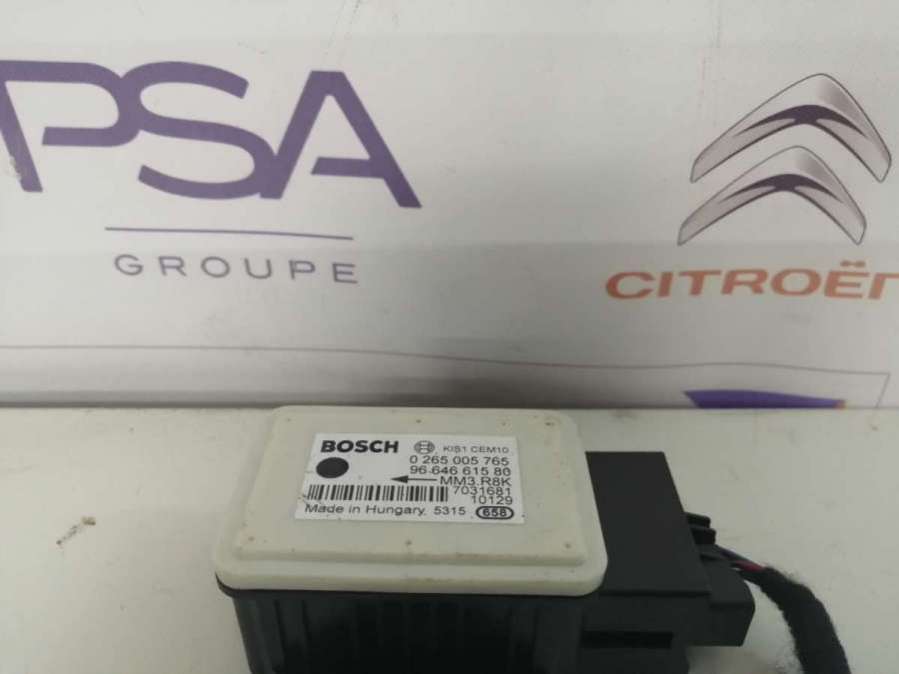 PSA
GROUPE
CITROËN
BOSCH KIS1 CEM10
0 265 005 765
96.646 615 80
MM3.R8K
7031681
10129
Made in Hungary, 5315 658